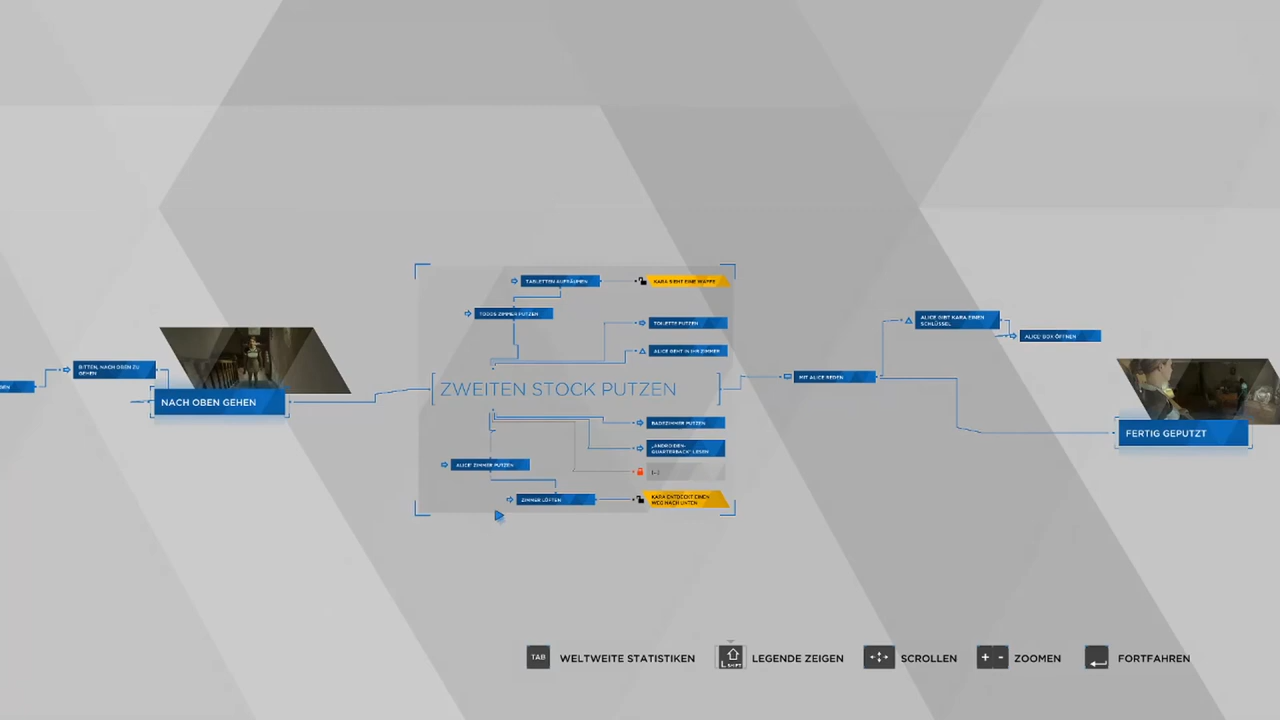 TABLETTEN AUFRÄUMEN
KARA SIEHT EINE WAFFE
TODDS ZIMMER PUTZEN
TOILETTE PUTZEN
ALICE GEHT IN IHR ZIMMER
BITTEN, NACH OBEN ZU
GEHEN
NACH OBEN GEHEN
ZWEITEN STOCK PUTZEN
BADEZIMMER PUTZEN
„ANDROIDEN-
QUARTERBACK“ LESEN
ALICE' ZIMMER PUTZEN
ZIMMER LÜFTEN
KARA ENTDECKT EINEN
WEG NACH UNTEN
MIT ALICE REDEN
ALICE GIBT KARA EINEN
SCHLÜSSEL
ALICE' BOX ÖFFNEN
FERTIG GEPUTZT
TAB WELTWEITE STATISTIKEN
L SHIFT LEGENDE ZEIGEN
SCROLLEN
+ - ZOOMEN
FORTFAHREN